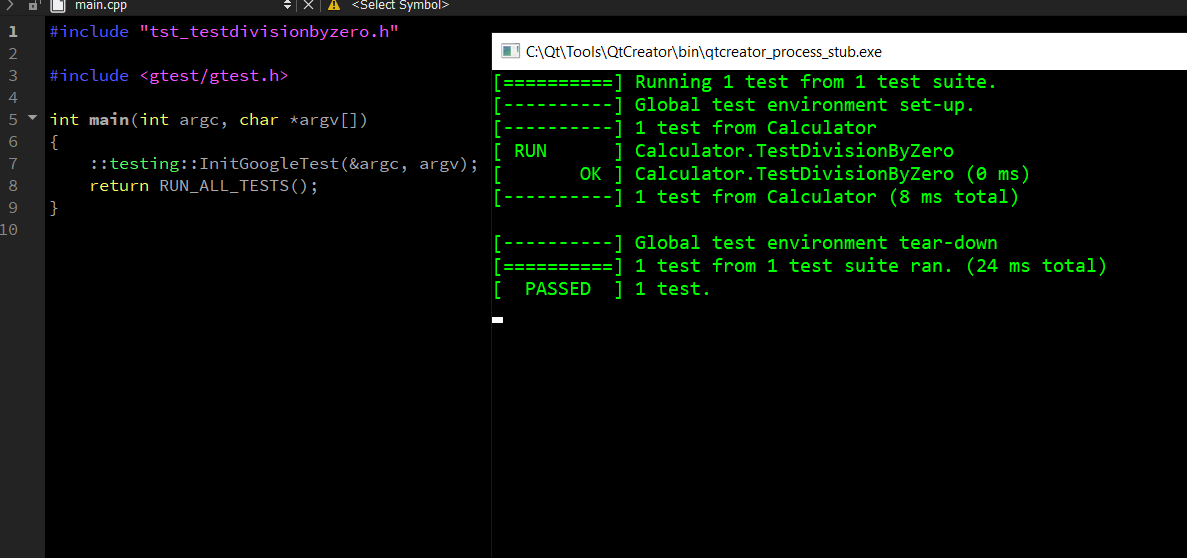 main.cpp
<Select Symbol>
1 #include "tst_testdivisionbyzero.h"
2
3 #include <gtest/gtest.h>
4
5 int main(int argc, char *argv[])
6 {
7     ::testing::InitGoogleTest(&argc, argv);
8     return RUN_ALL_TESTS();
9 }
10
C:\Qt\Tools\QtCreator\bin\qtcreator_process_stub.exe
[==========] Running 1 test from 1 test suite.
[----------] Global test environment set-up.
[----------] 1 test from Calculator
[ RUN      ] Calculator.TestDivisionByZero
[       OK ] Calculator.TestDivisionByZero (0 ms)
[----------] 1 test from Calculator (8 ms total)
[----------] Global test environment tear-down
[==========] 1 test from 1 test suite ran. (24 ms total)
[  PASSED  ] 1 test.